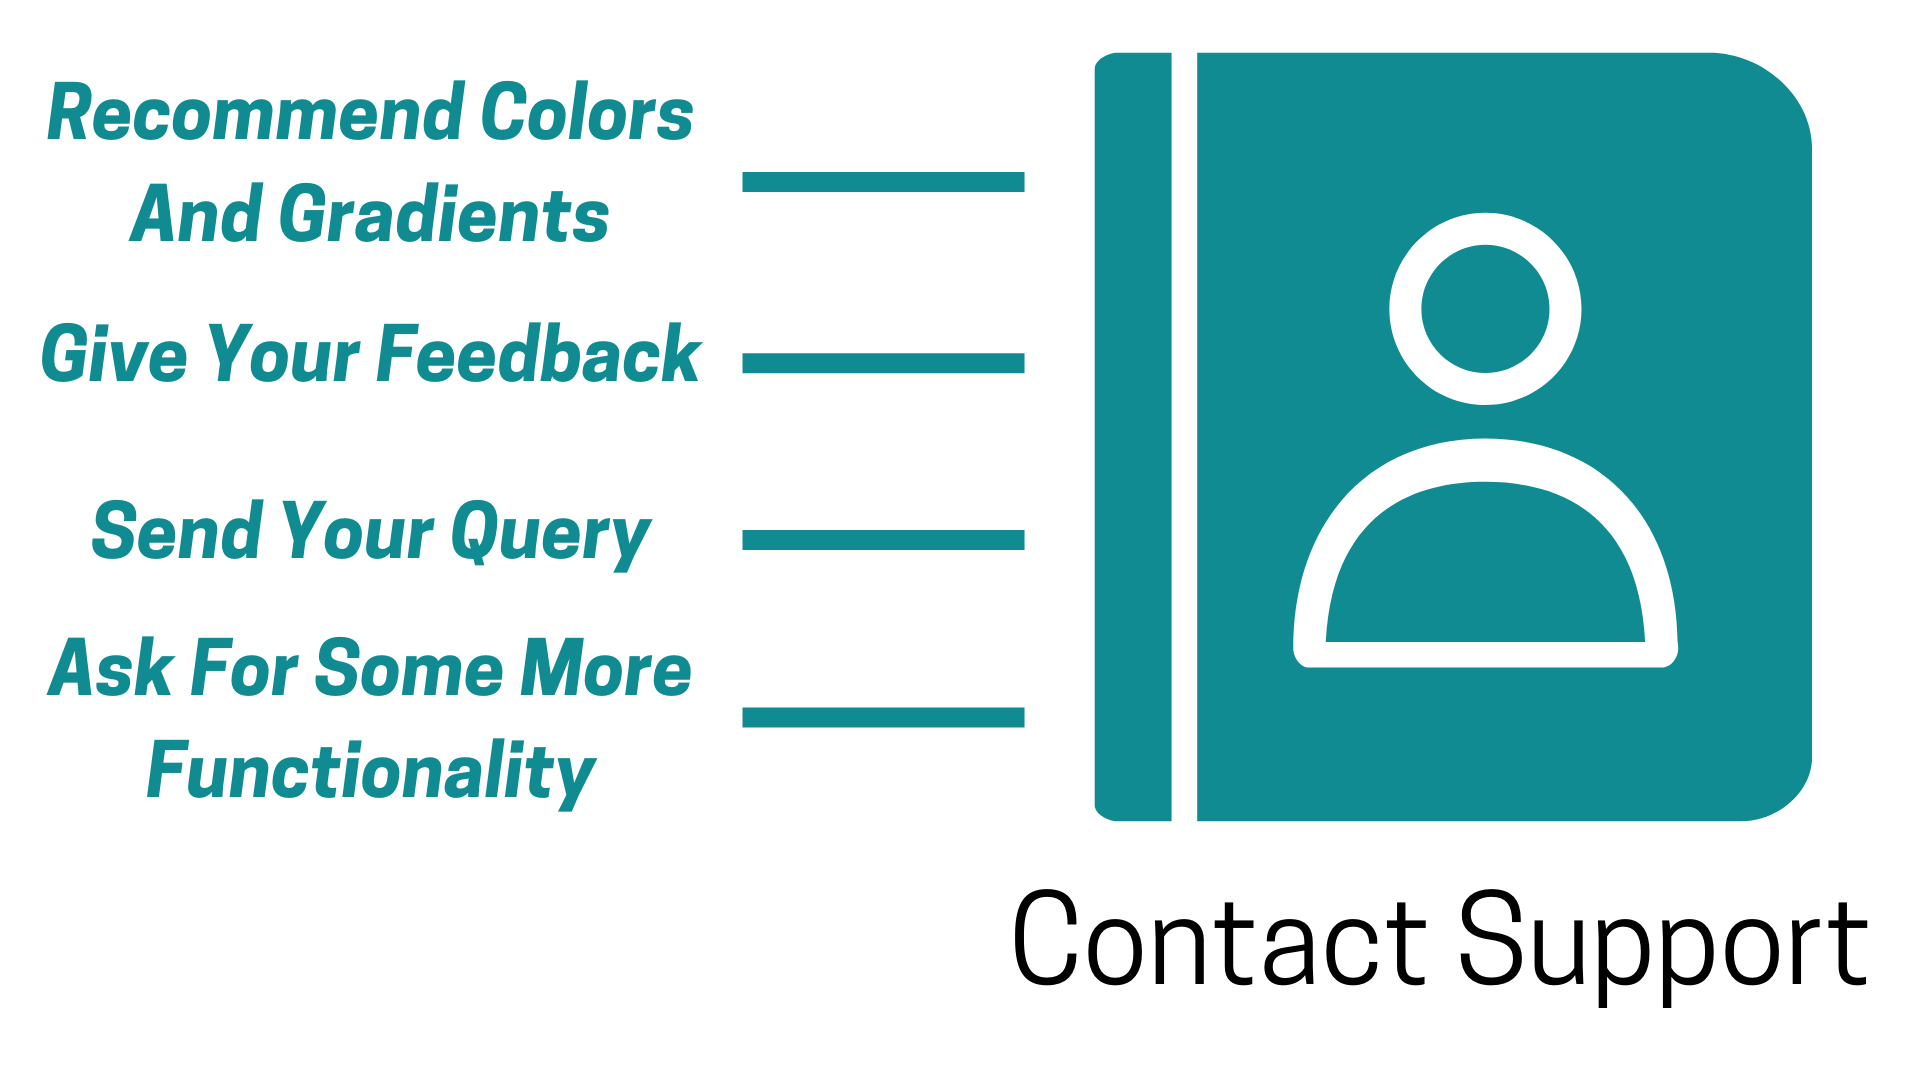 Recommend Colors
And Gradients
Give Your Feedback
Send Your Query
Ask For Some More
Functionality
Contact Support